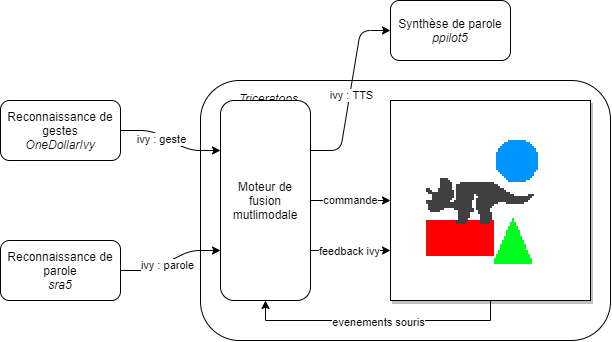 Synthèse de parole
ppilot5
ivy : TTS
Triceratons
Reconnaissance de
gestes
OneDollarIvy
ivy : geste
Moteur de
fusion
mutlimodale
commande
feedback ivy
Reconnaissance de
parole
sra5
ivy : parole
evenements souris